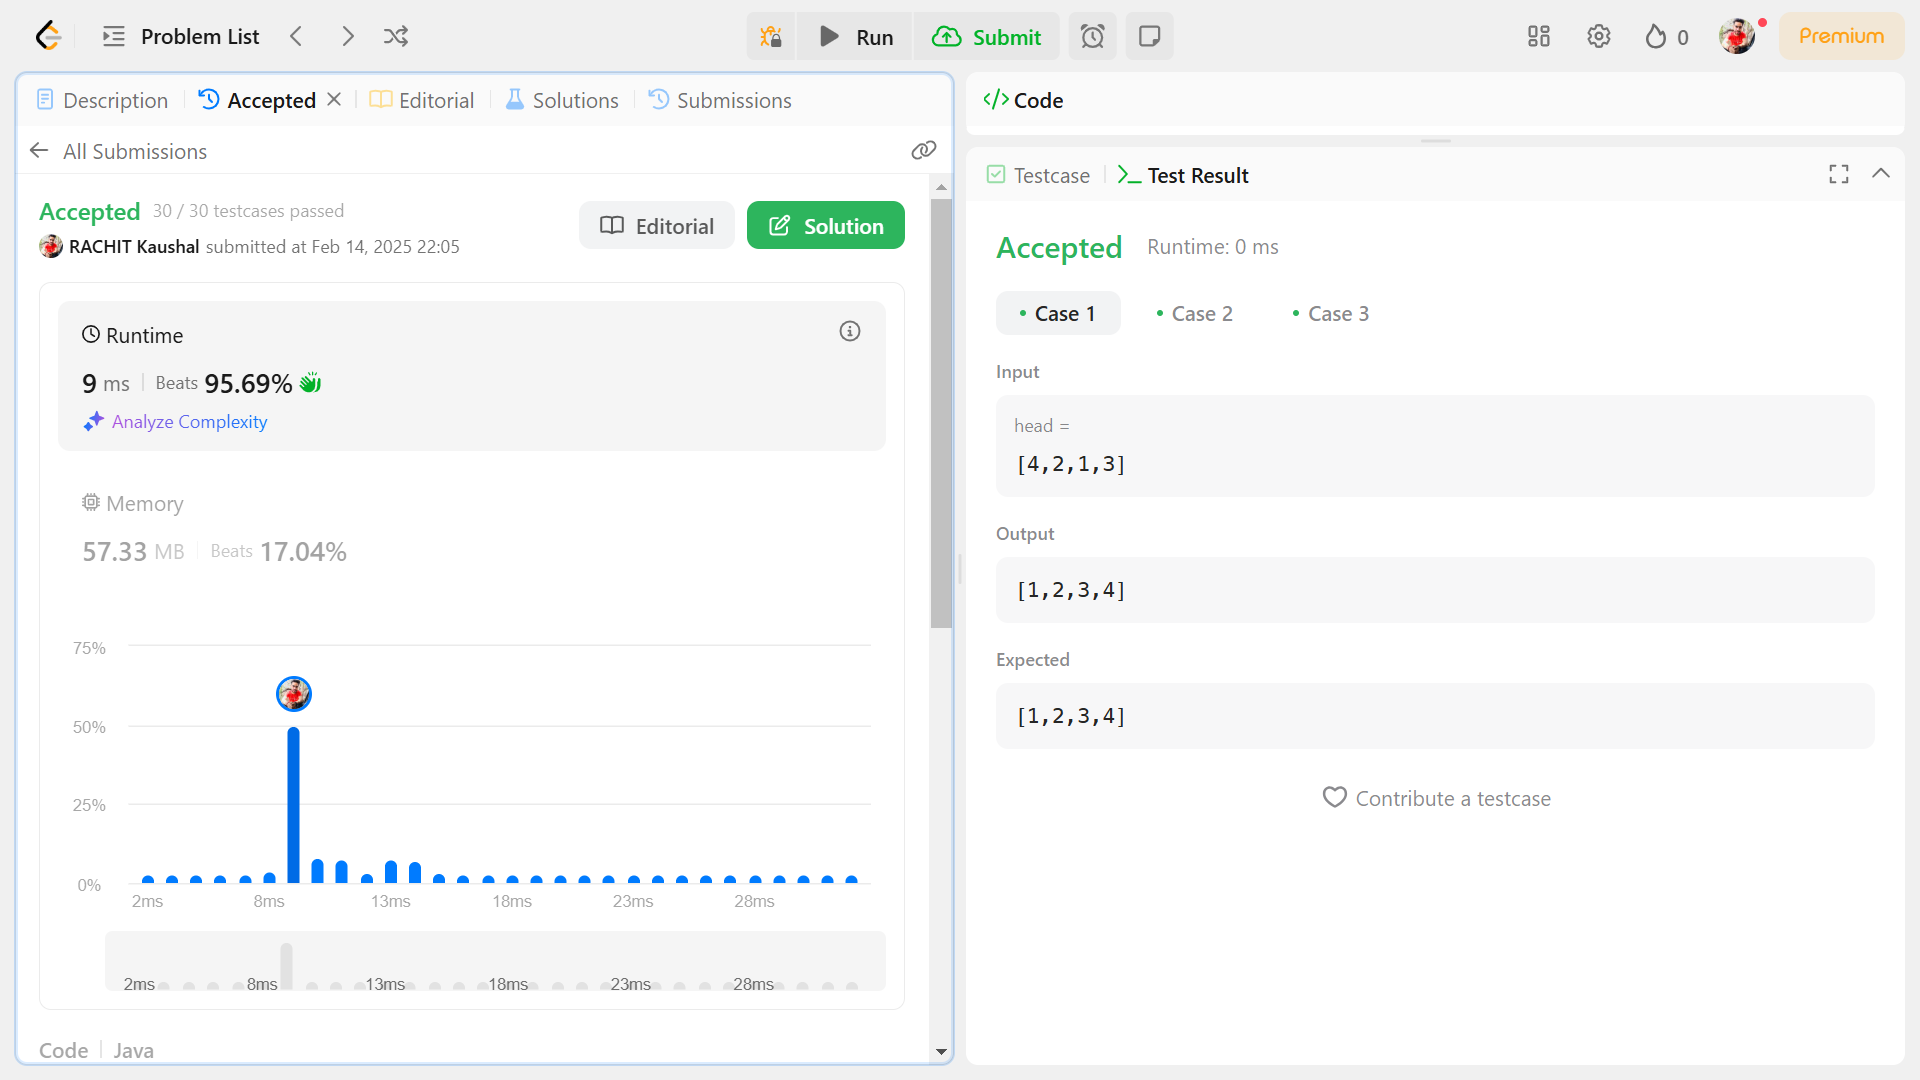 Problem List
Run
Submit
0
Premium
Description
Accepted
Editorial
Solutions
Submissions
All Submissions
Accepted 30 / 30 testcases passed
RACHIT Kaushal submitted at Feb 14, 2025 22:05
Editorial
Solution
Runtime
9 ms Beats 95.69%
Analyze Complexity
Memory
57.33 MB Beats 17.04%
75%
50%
25%
0%
2ms 8ms 13ms 18ms 23ms 28ms
2ms 8ms 13ms 18ms 23ms 28ms
Code Java
</> Code
Testcase
>_ Test Result
Accepted Runtime: 0 ms
• Case 1 • Case 2 • Case 3
Input
head =
[4,2,1,3]
Output
[1,2,3,4]
Expected
[1,2,3,4]
Contribute a testcase